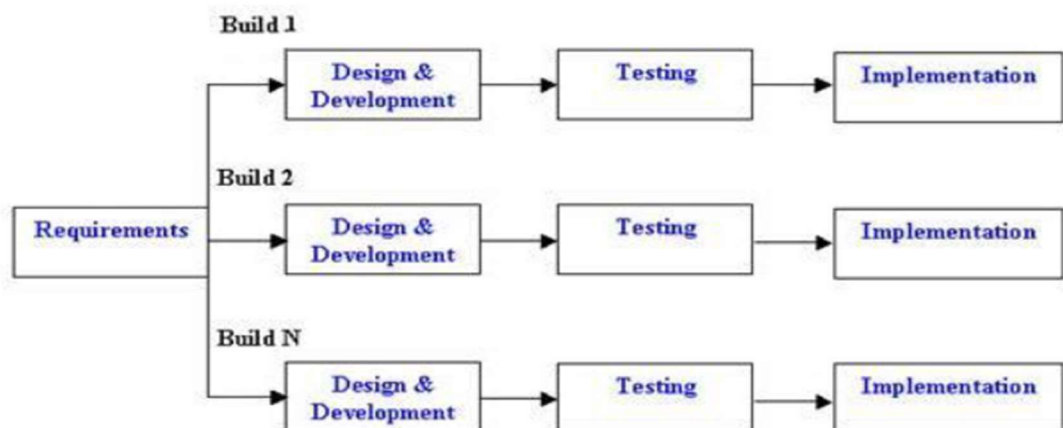 Build 1
Design &
Development
Testing
Implementation
Build 2
Requirements
Design &
Development
Testing
Implementation
Build N
Design &
Development
Testing
Implementation